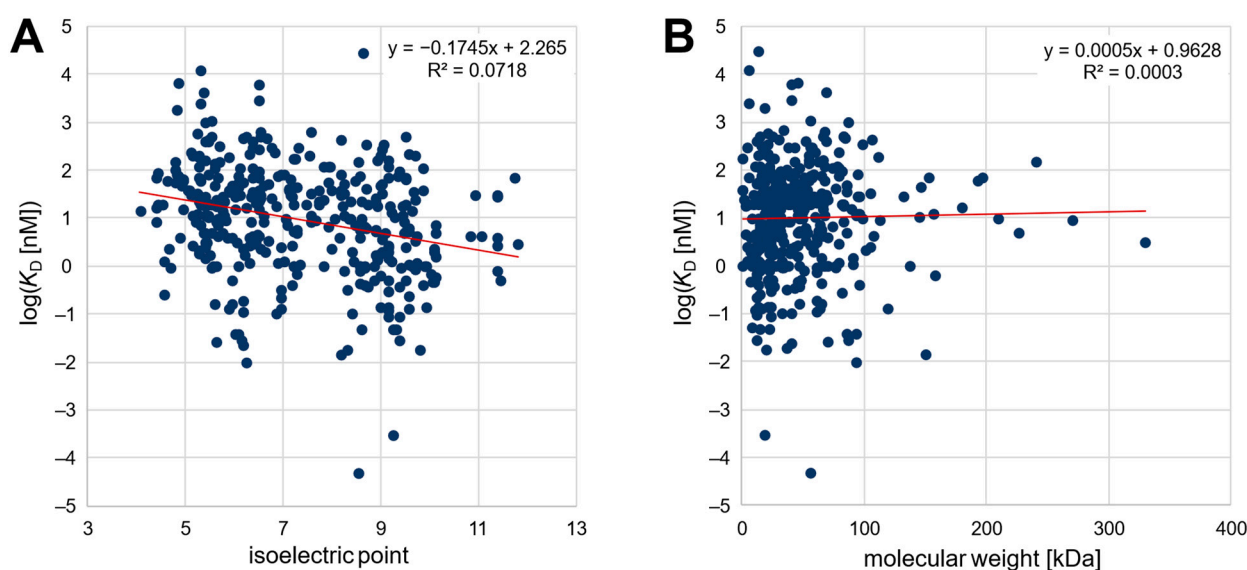 A
y = −0.1745x + 2.265
R² = 0.0718
log(K_D [nM])
5
4
3
2
1
0
−1
−2
−3
−4
−5
3 5 7 9 11 13
isoelectric point
B
y = 0.0005x + 0.9628
R² = 0.0003
log(K_D [nM])
5
4
3
2
1
0
−1
−2
−3
−4
−5
0 100 200 300 400
molecular weight [kDa]